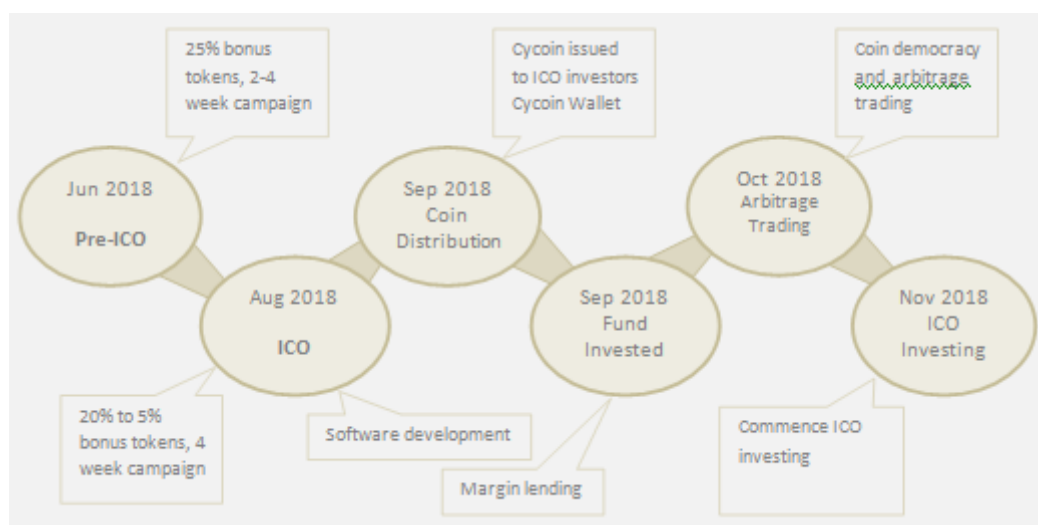 25% bonus
tokens, 2-4
week campaign
Cycoin issued
to ICO investors
Cycoin Wallet
Coin democracy
and arbitrage
trading
Jun 2018
Pre-ICO
Sep 2018
Coin
Distribution
Oct 2018
Arbitrage
Trading
Aug 2018
ICO
Sep 2018
Fund
Invested
Nov 2018
ICO
Investing
20% to 5%
bonus tokens, 4
week campaign
Software development
Margin lending
Commence ICO
investing